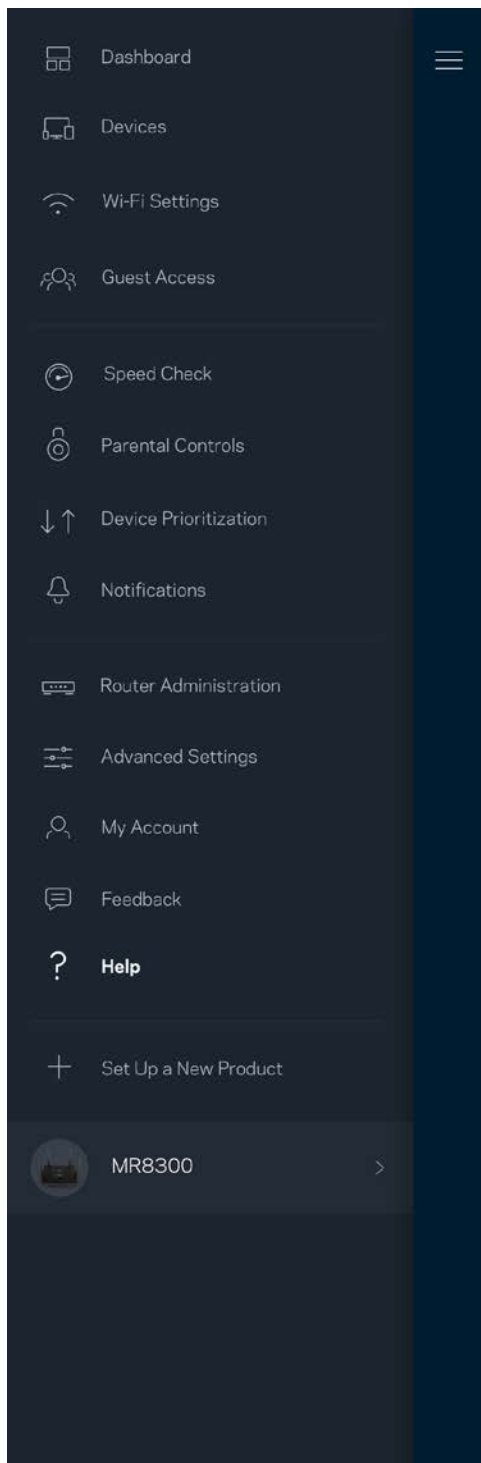 Dashboard
Devices
Wi-Fi Settings
Guest Access
Speed Check
Parental Controls
Device Prioritization
Notifications
Router Administration
Advanced Settings
My Account
Feedback
Help
Set Up a New Product
MR8300